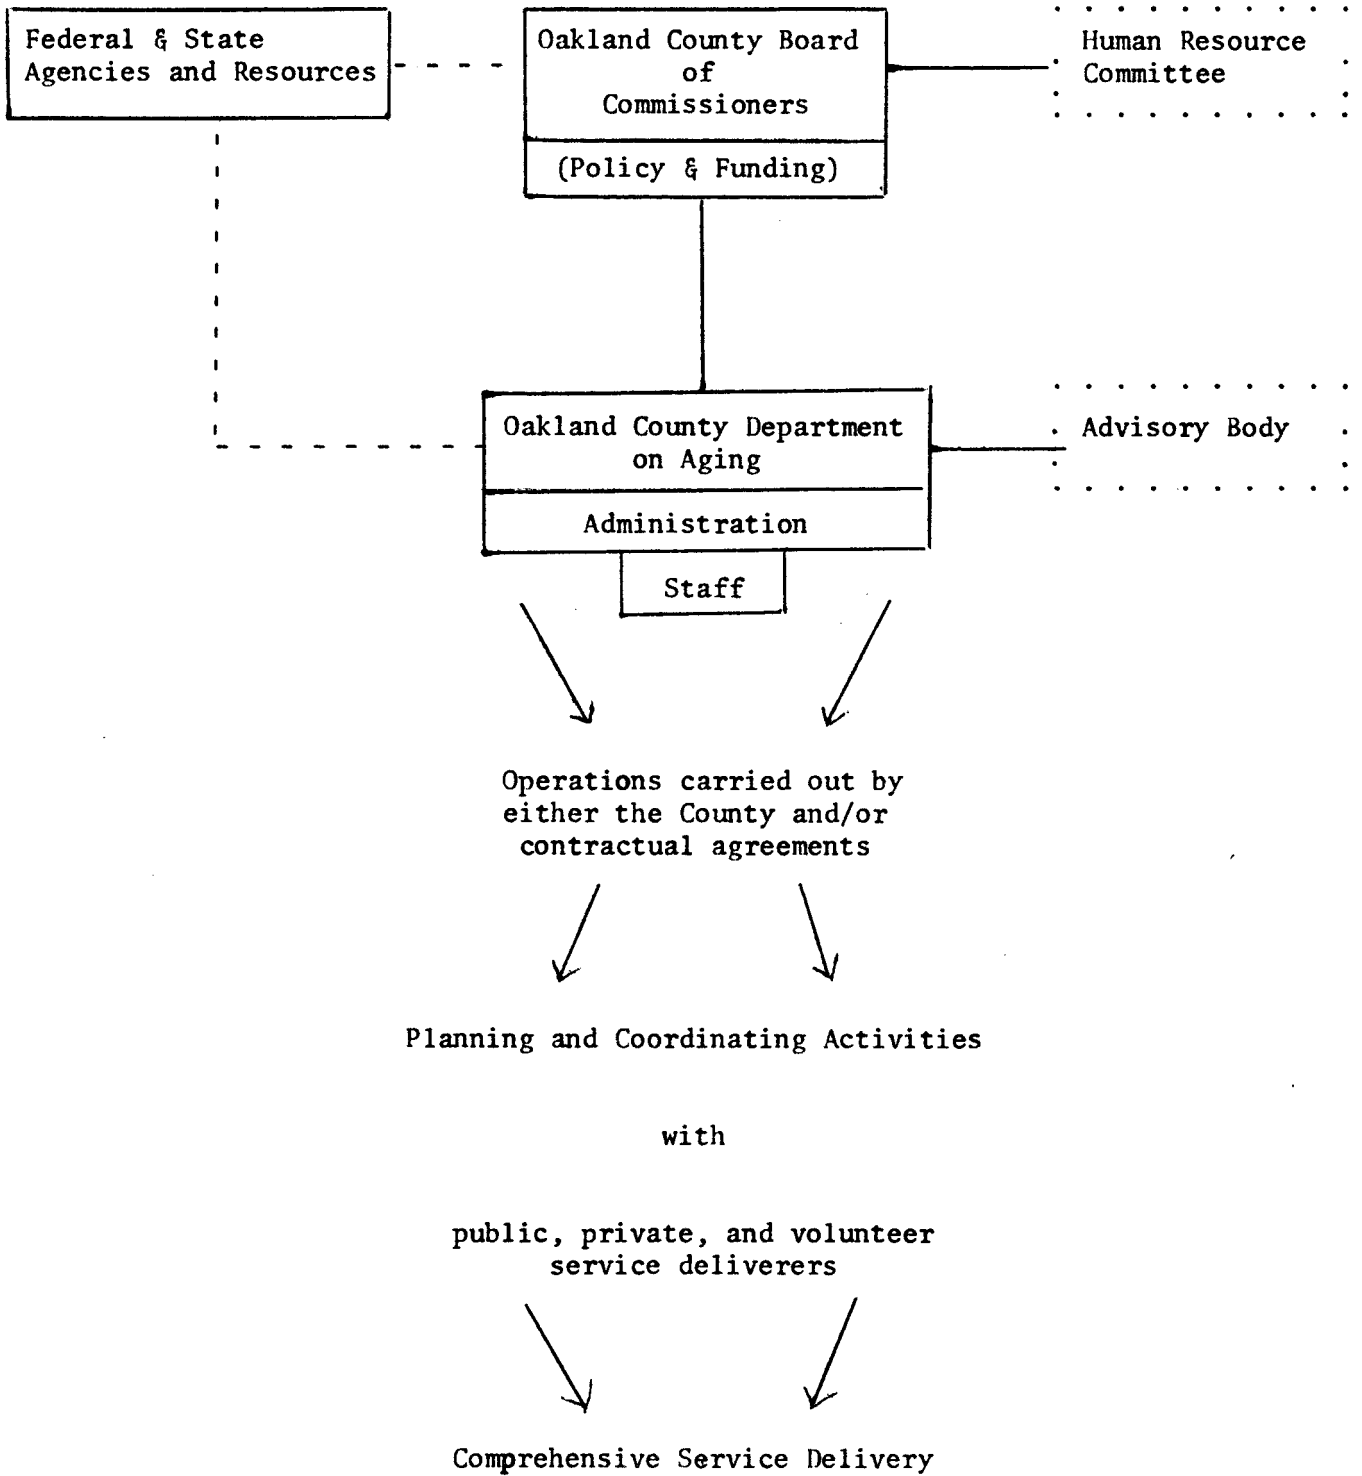 Federal & State
Agencies and Resources
Oakland County Board
of
Commissioners
(Policy & Funding)
Human Resource
Committee
Oakland County Department
on Aging
Administration
Staff
Advisory Body
Operations carried out by
either the County and/or
contractual agreements
Planning and Coordinating Activities
with
public, private, and volunteer
service deliverers
Comprehensive Service Delivery